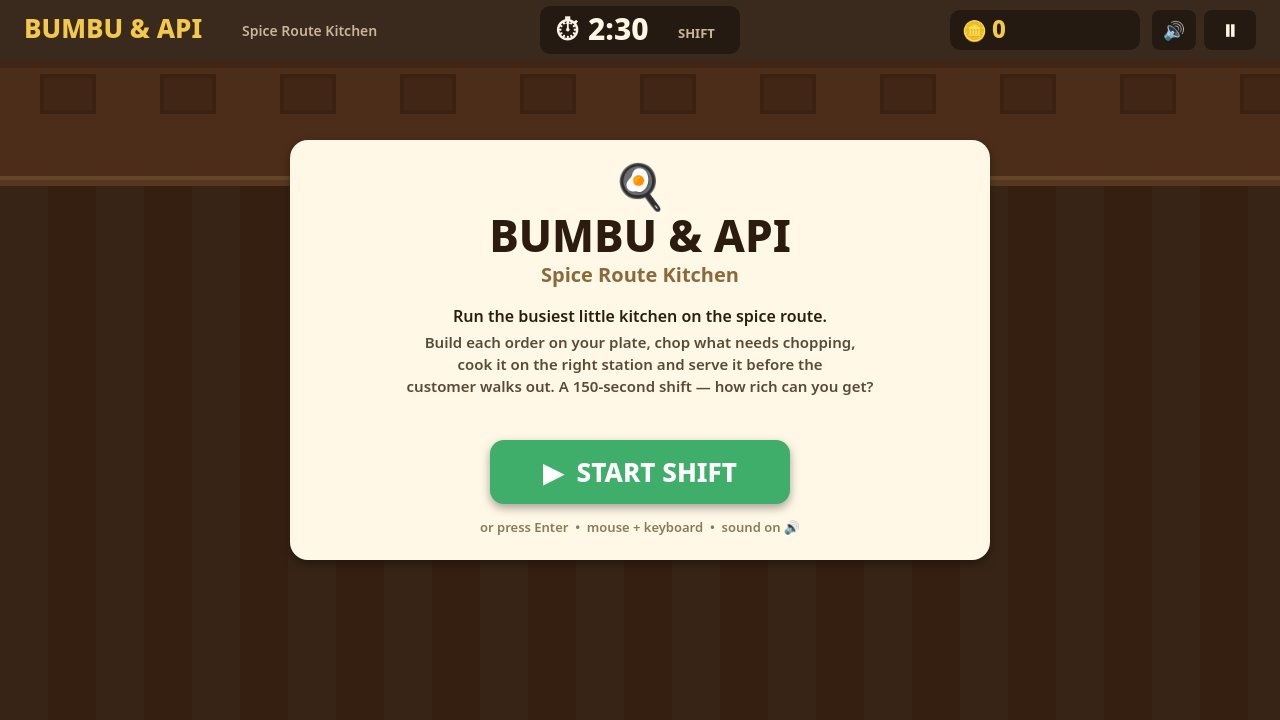 BUMBU & API
Spice Route Kitchen
⏱ 2:30 SHIFT
🪙 0
🔊
⏸
🍳
BUMBU & API
Spice Route Kitchen
Run the busiest little kitchen on the spice route.
Build each order on your plate, chop what needs chopping,
cook it on the right station and serve it before the
customer walks out. A 150-second shift — how rich can you get?
▶ START SHIFT
or press Enter • mouse + keyboard • sound on 🔊